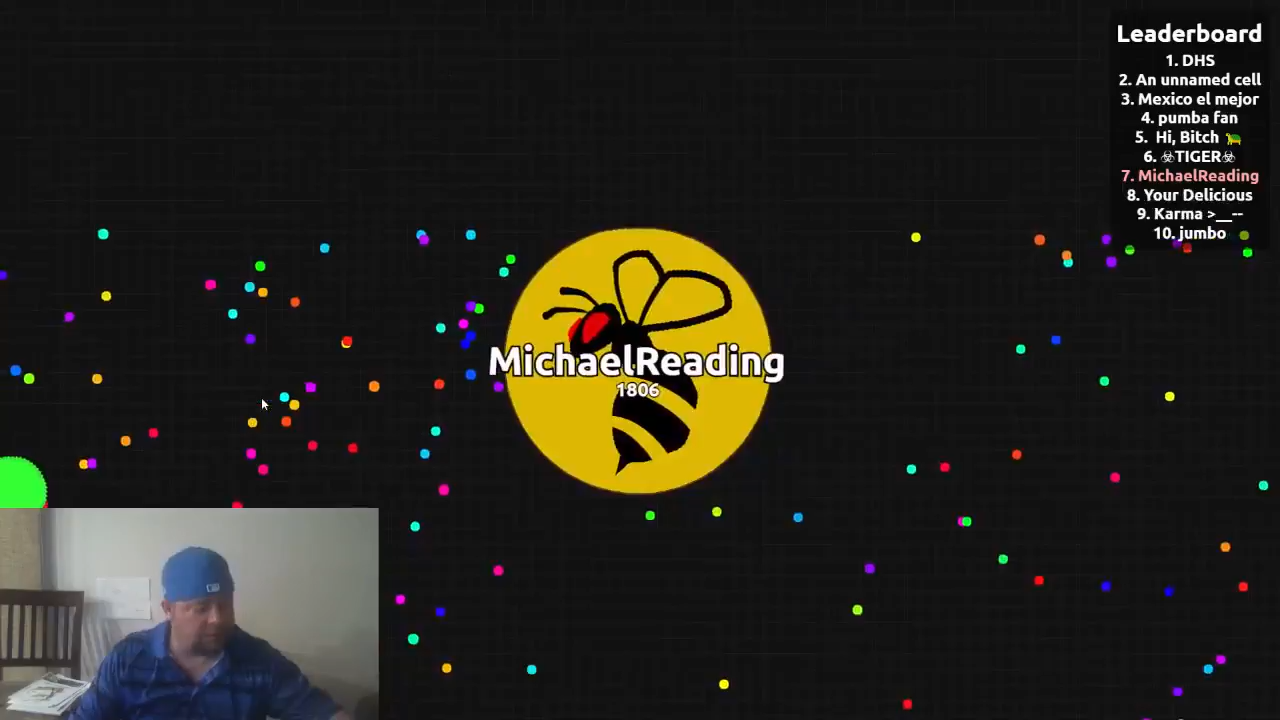 Leaderboard
1. DHS
2. An unnamed cell
3. Mexico el mejor
4. pumba fan
5. Hi, Bitch 🐢
6. ☣TIGER☣
7. MichaelReading
8. Your Delicious
9. Karma >__--
10. jumbo
MichaelReading
1806